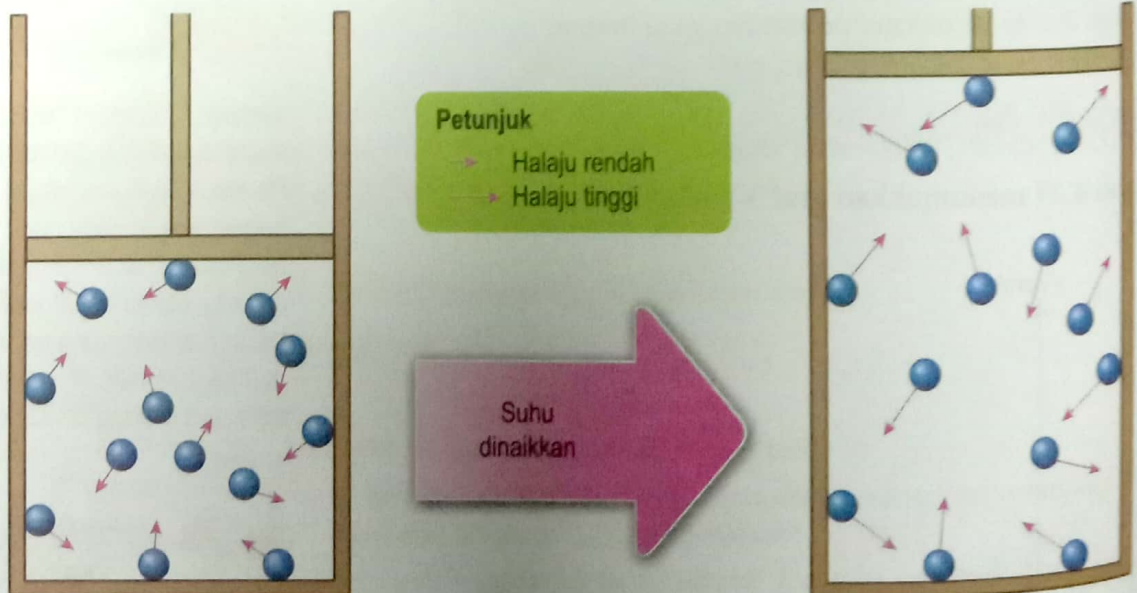 Petunjuk
Halaju rendah
Halaju tinggi
Suhu
dinaikkan